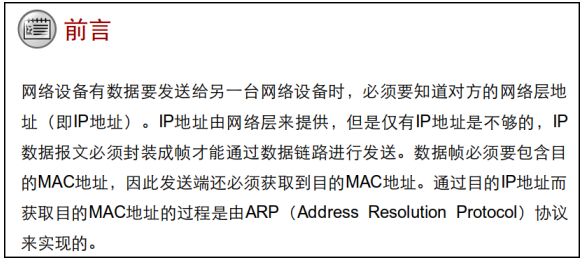 前言
网络设备有数据要发送给另一台网络设备时，必须要知道对方的网络层地
址（即IP地址）。IP地址由网络层来提供，但是仅有IP地址是不够的，IP
数据报文必须封装成帧才能通过数据链路进行发送。数据帧必须要包含目
的MAC地址，因此发送端还必须获取到目的MAC地址。通过目的IP地址而
获取目的MAC地址的过程是由ARP（Address Resolution Protocol）协议
来实现的。